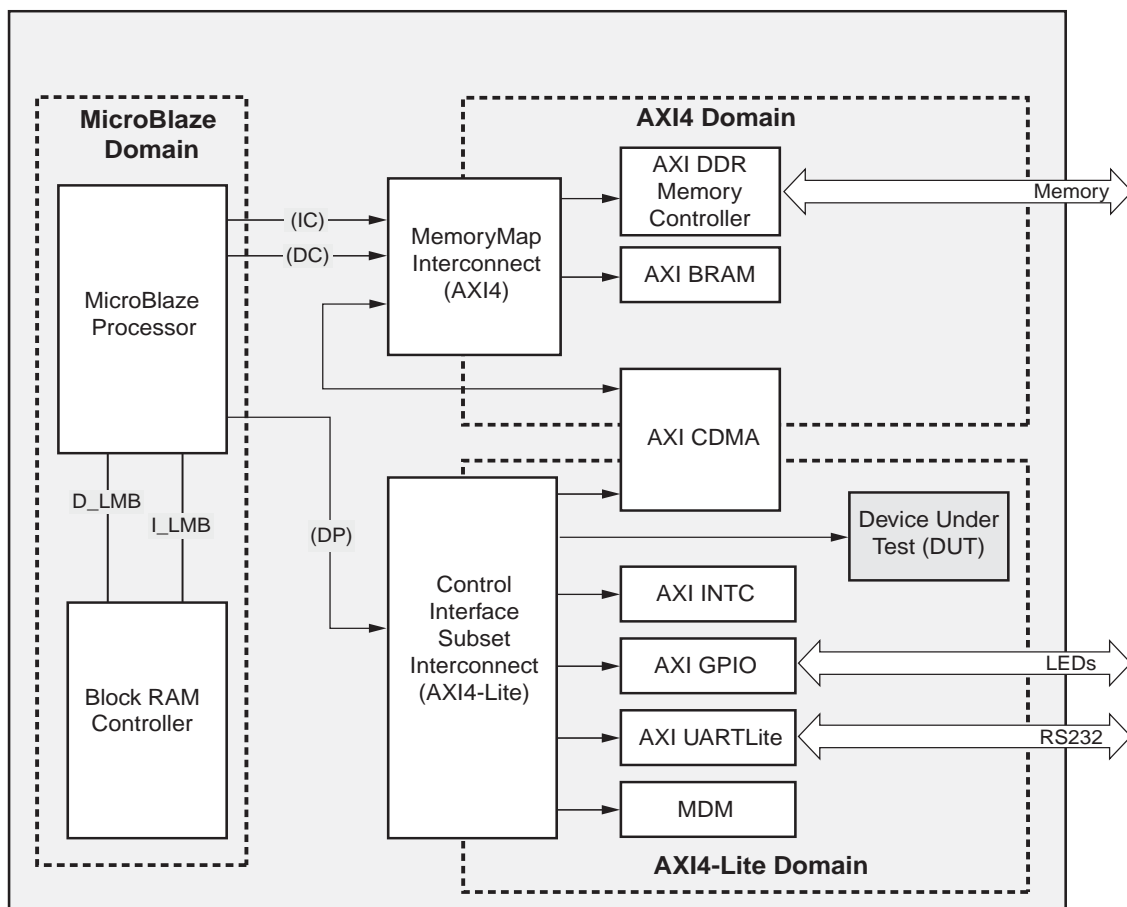 MicroBlaze
Domain
MicroBlaze
Processor
D_LMB
I_LMB
Block RAM
Controller
(IC)
(DC)
(DP)
MemoryMap
Interconnect
(AXI4)
AXI4 Domain
AXI DDR
Memory
Controller
Memory
AXI BRAM
AXI CDMA
Control
Interface
Subset
Interconnect
(AXI4-Lite)
Device Under
Test (DUT)
AXI INTC
AXI GPIO
LEDs
AXI UARTLite
RS232
MDM
AXI4-Lite Domain